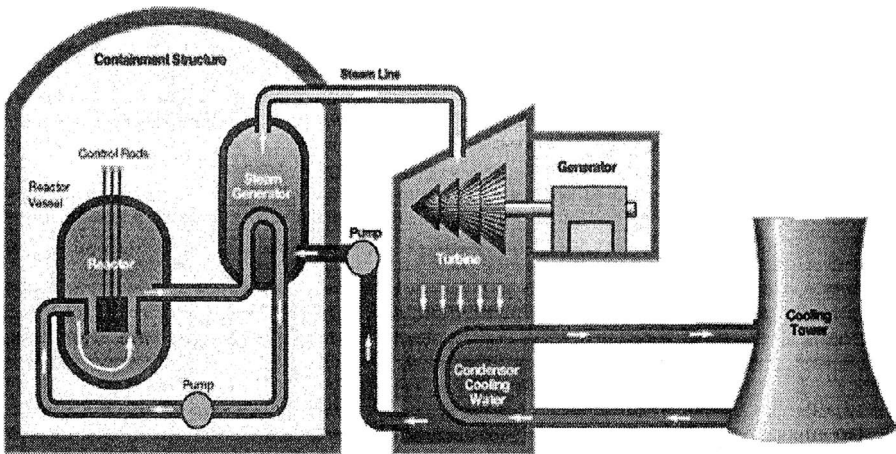 Containment Structure
Steam Line
Control Rods
Reactor
Vessel
Steam
Generator
Generator
Pump
Reactor
Turbine
Cooling
Tower
Condensor
Cooling
Water
Pump